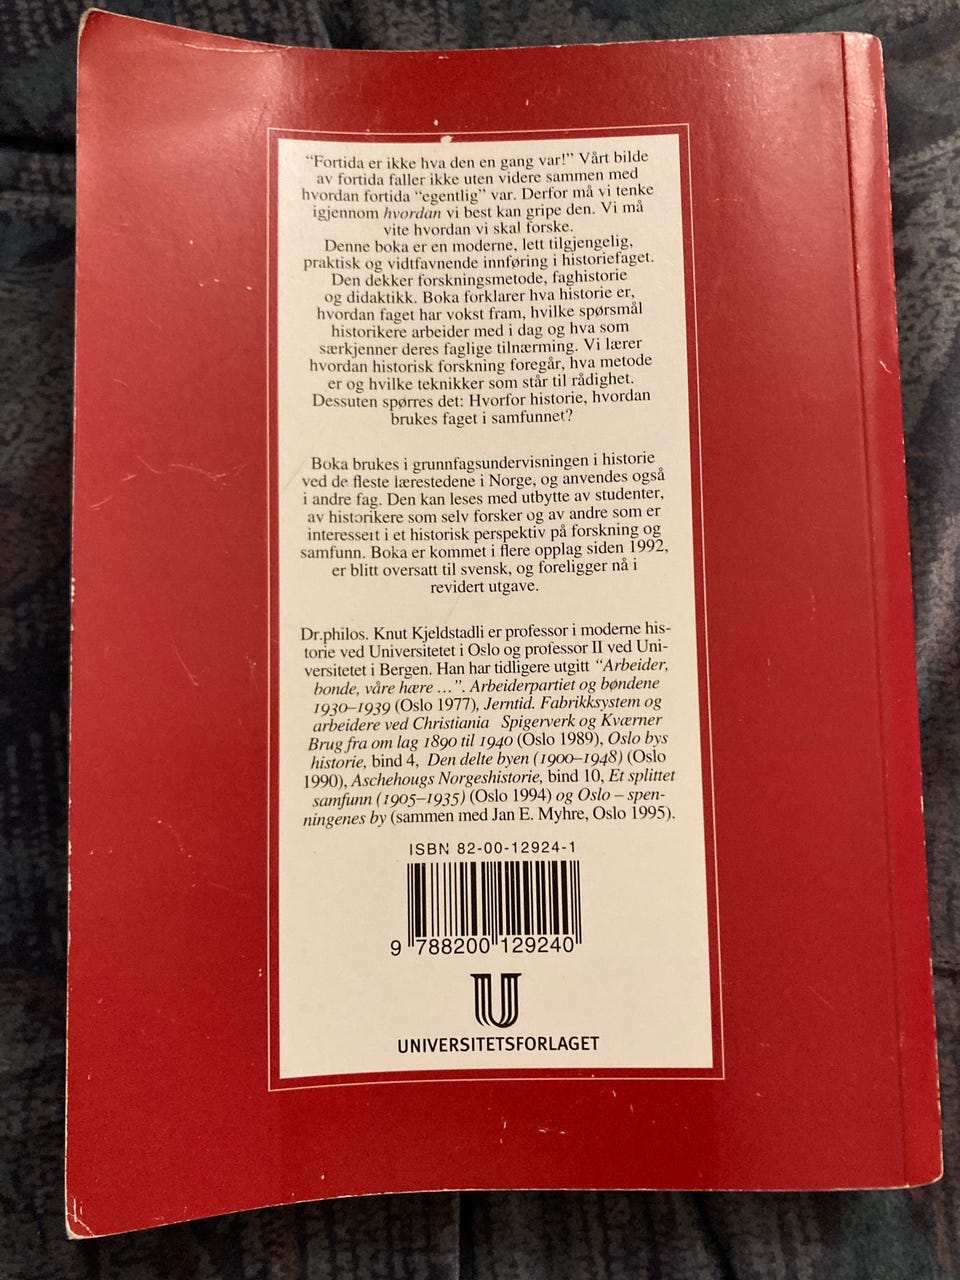 “Fortida er ikke hva den en gang var!” Vårt bilde
av fortida faller ikke uten videre sammen med
hvordan fortida “egentlig” var. Derfor må vi tenke
igjennom hvordan vi best kan gripe den. Vi må
vite hvordan vi skal forske.
Denne boka er en moderne, lett tilgjengelig,
praktisk og vidtfavnende innføring i historiefaget.
Den dekker forskningsmetode, faghistorie
og didaktikk. Boka forklarer hva historie er,
hvordan faget har vokst fram, hvilke spørsmål
historikere arbeider med i dag og hva som
særkjenner deres faglige tilnærming. Vi lærer
hvordan historisk forskning foregår, hva metode
er og hvilke teknikker som står til rådighet.
Dessuten spørres det: Hvorfor historie, hvordan
brukes faget i samfunnet?
Boka brukes i grunnfagsundervisningen i historie
ved de fleste lærestedene i Norge, og anvendes også
i andre fag. Den kan leses med utbytte av studenter,
av historikere som selv forsker og av andre som er
interessert i et historisk perspektiv på forskning og
samfunn. Boka er kommet i flere opplag siden 1992,
er blitt oversatt til svensk, og foreligger nå i
revidert utgave.
Dr.philos. Knut Kjeldstadli er professor i moderne his-
torie ved Universitetet i Oslo og professor II ved Uni-
versitetet i Bergen. Han har tidligere utgitt “Arbeider,
bonde, våre hære …”. Arbeiderpartiet og bøndene
1930–1939 (Oslo 1977), Jerntid. Fabrikksystem og
arbeidere ved Christiania Spigerverk og Kværner
Brug fra om lag 1890 til 1940 (Oslo 1989), Oslo bys
historie, bind 4, Den delte byen (1900–1948) (Oslo
1990), Aschehougs Norgeshistorie, bind 10, Et splittet
samfunn (1905–1935) (Oslo 1994) og Oslo – spen-
ningenes by (sammen med Jan E. Myhre, Oslo 1995).
ISBN 82-00-12924-1
9 788200 129240
UNIVERSITETSFORLAGET